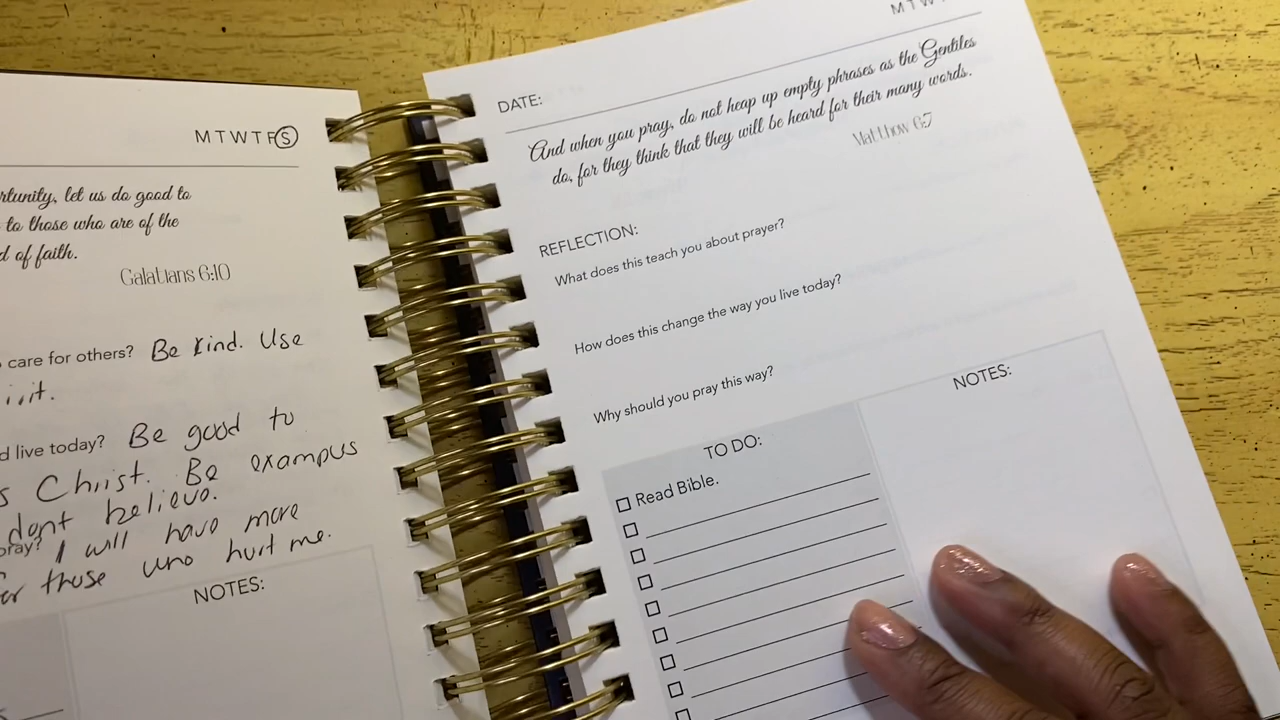 M T W T F S
rtunity, let us do good to
to those who are of the
d of faith.
Galatians 6:10
care for others? Be kind. Use
d live today? Be good to
s Christ. Be exampus
dont believe.
pray? I will have more
for those who hurt me.
NOTES:
M T W T
DATE:
And when you pray, do not heap up empty phrases as the Gentiles
do, for they think that they will be heard for their many words.
Matthew 6:7
REFLECTION:
What does this teach you about prayer?
How does this change the way you live today?
Why should you pray this way?
TO DO:
Read Bible.
NOTES: